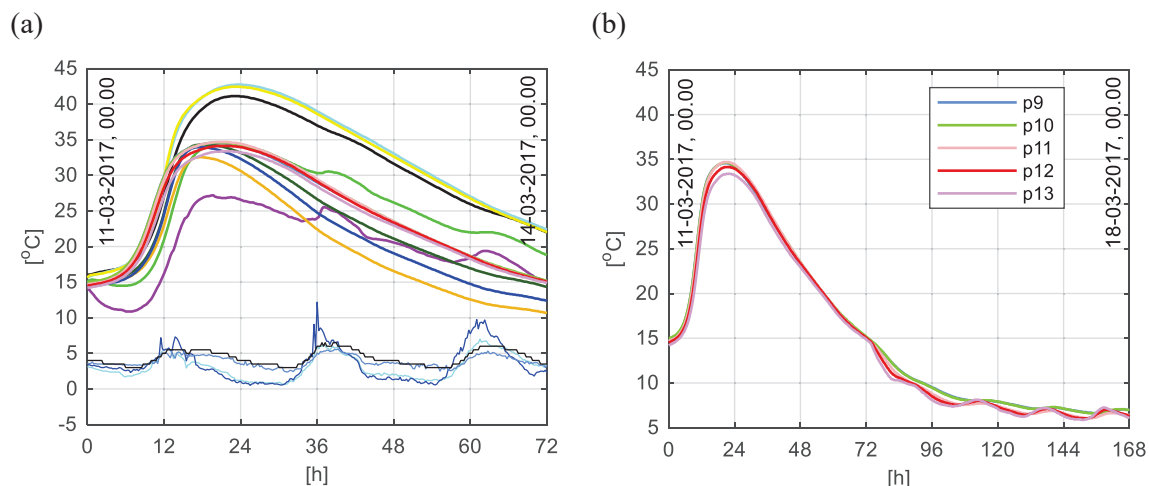 (a)
(b)
45
40
35
30
25
20
15
10
5
0
-5
[°C]
11-03-2017, 00.00
14-03-2017, 00.00
0 12 24 36 48 60 72
[h]
45
40
35
30
25
20
15
10
5
[°C]
11-03-2017, 00.00
18-03-2017, 00.00
p9
p10
p11
p12
p13
0 24 48 72 96 120 144 168
[h]